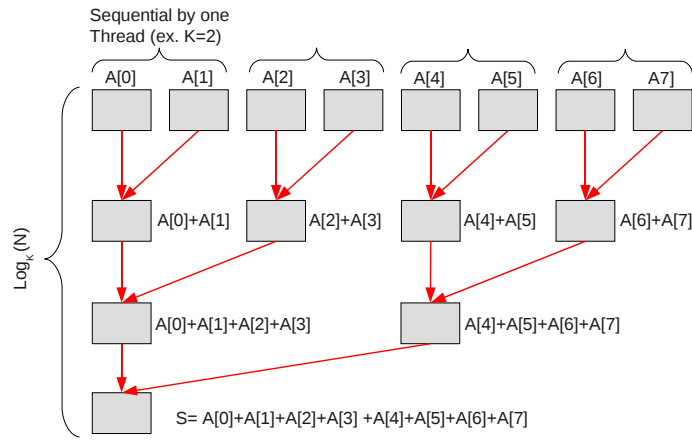 Sequential by one
Thread (ex. K=2)
A[0] A[1] A[2] A[3] A[4] A[5] A[6] A7]
Log_K (N)
A[0]+A[1] A[2]+A[3] A[4]+A[5] A[6]+A[7]
A[0]+A[1]+A[2]+A[3] A[4]+A[5]+A[6]+A[7]
S= A[0]+A[1]+A[2]+A[3] +A[4]+A[5]+A[6]+A[7]